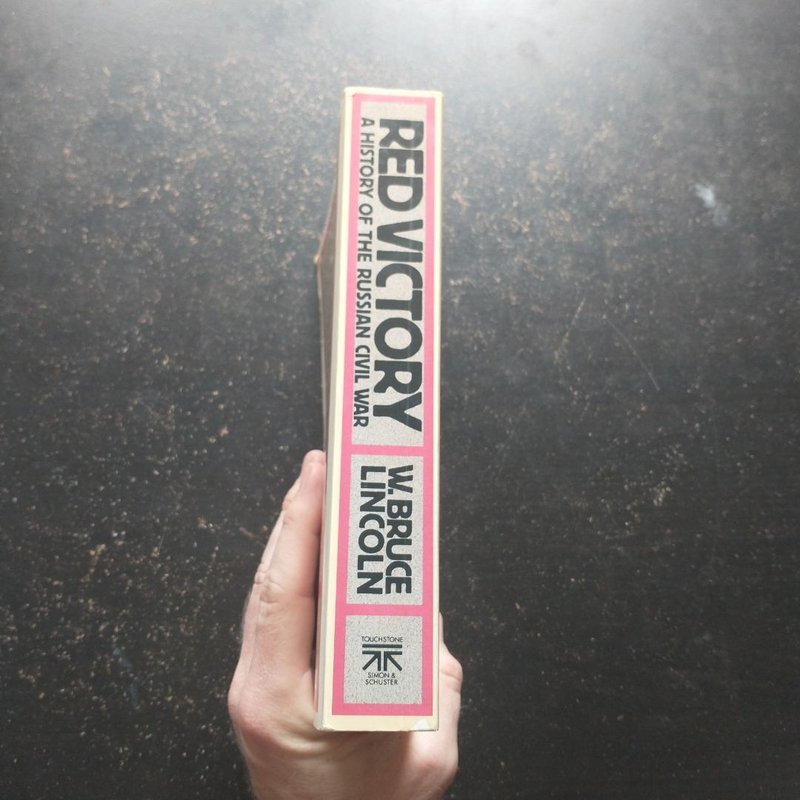 RED VICTORY
A HISTORY OF THE RUSSIAN CIVIL WAR
W. BRUCE
LINCOLN
TOUCHSTONE
SIMON &
SCHUSTER